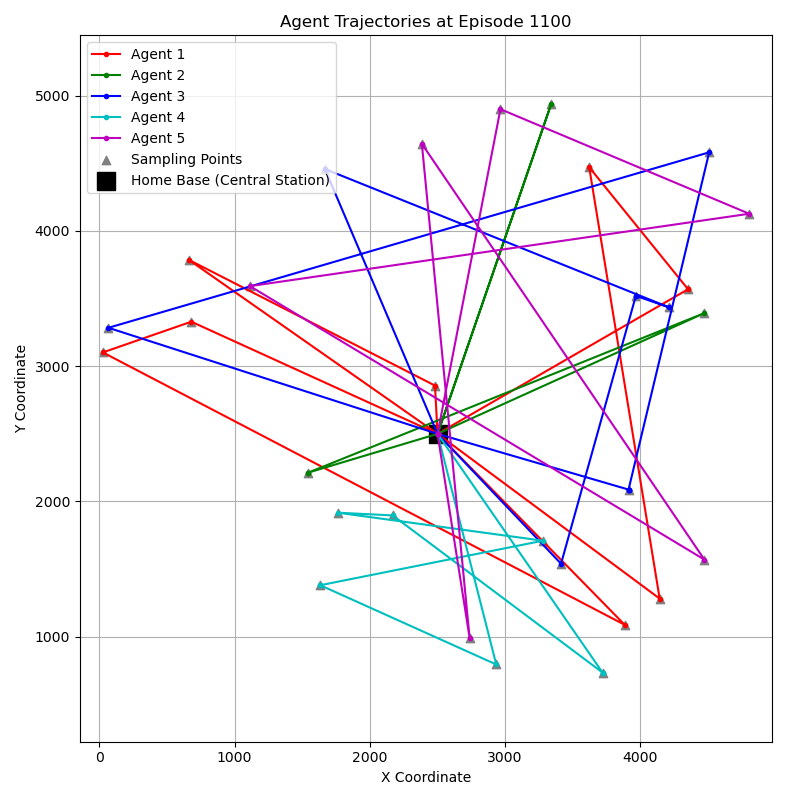 Agent Trajectories at Episode 1100
Agent 1
Agent 2
Agent 3
Agent 4
Agent 5
Sampling Points
Home Base (Central Station)
Y Coordinate
5000
4000
3000
2000
1000
0 1000 2000 3000 4000
X Coordinate